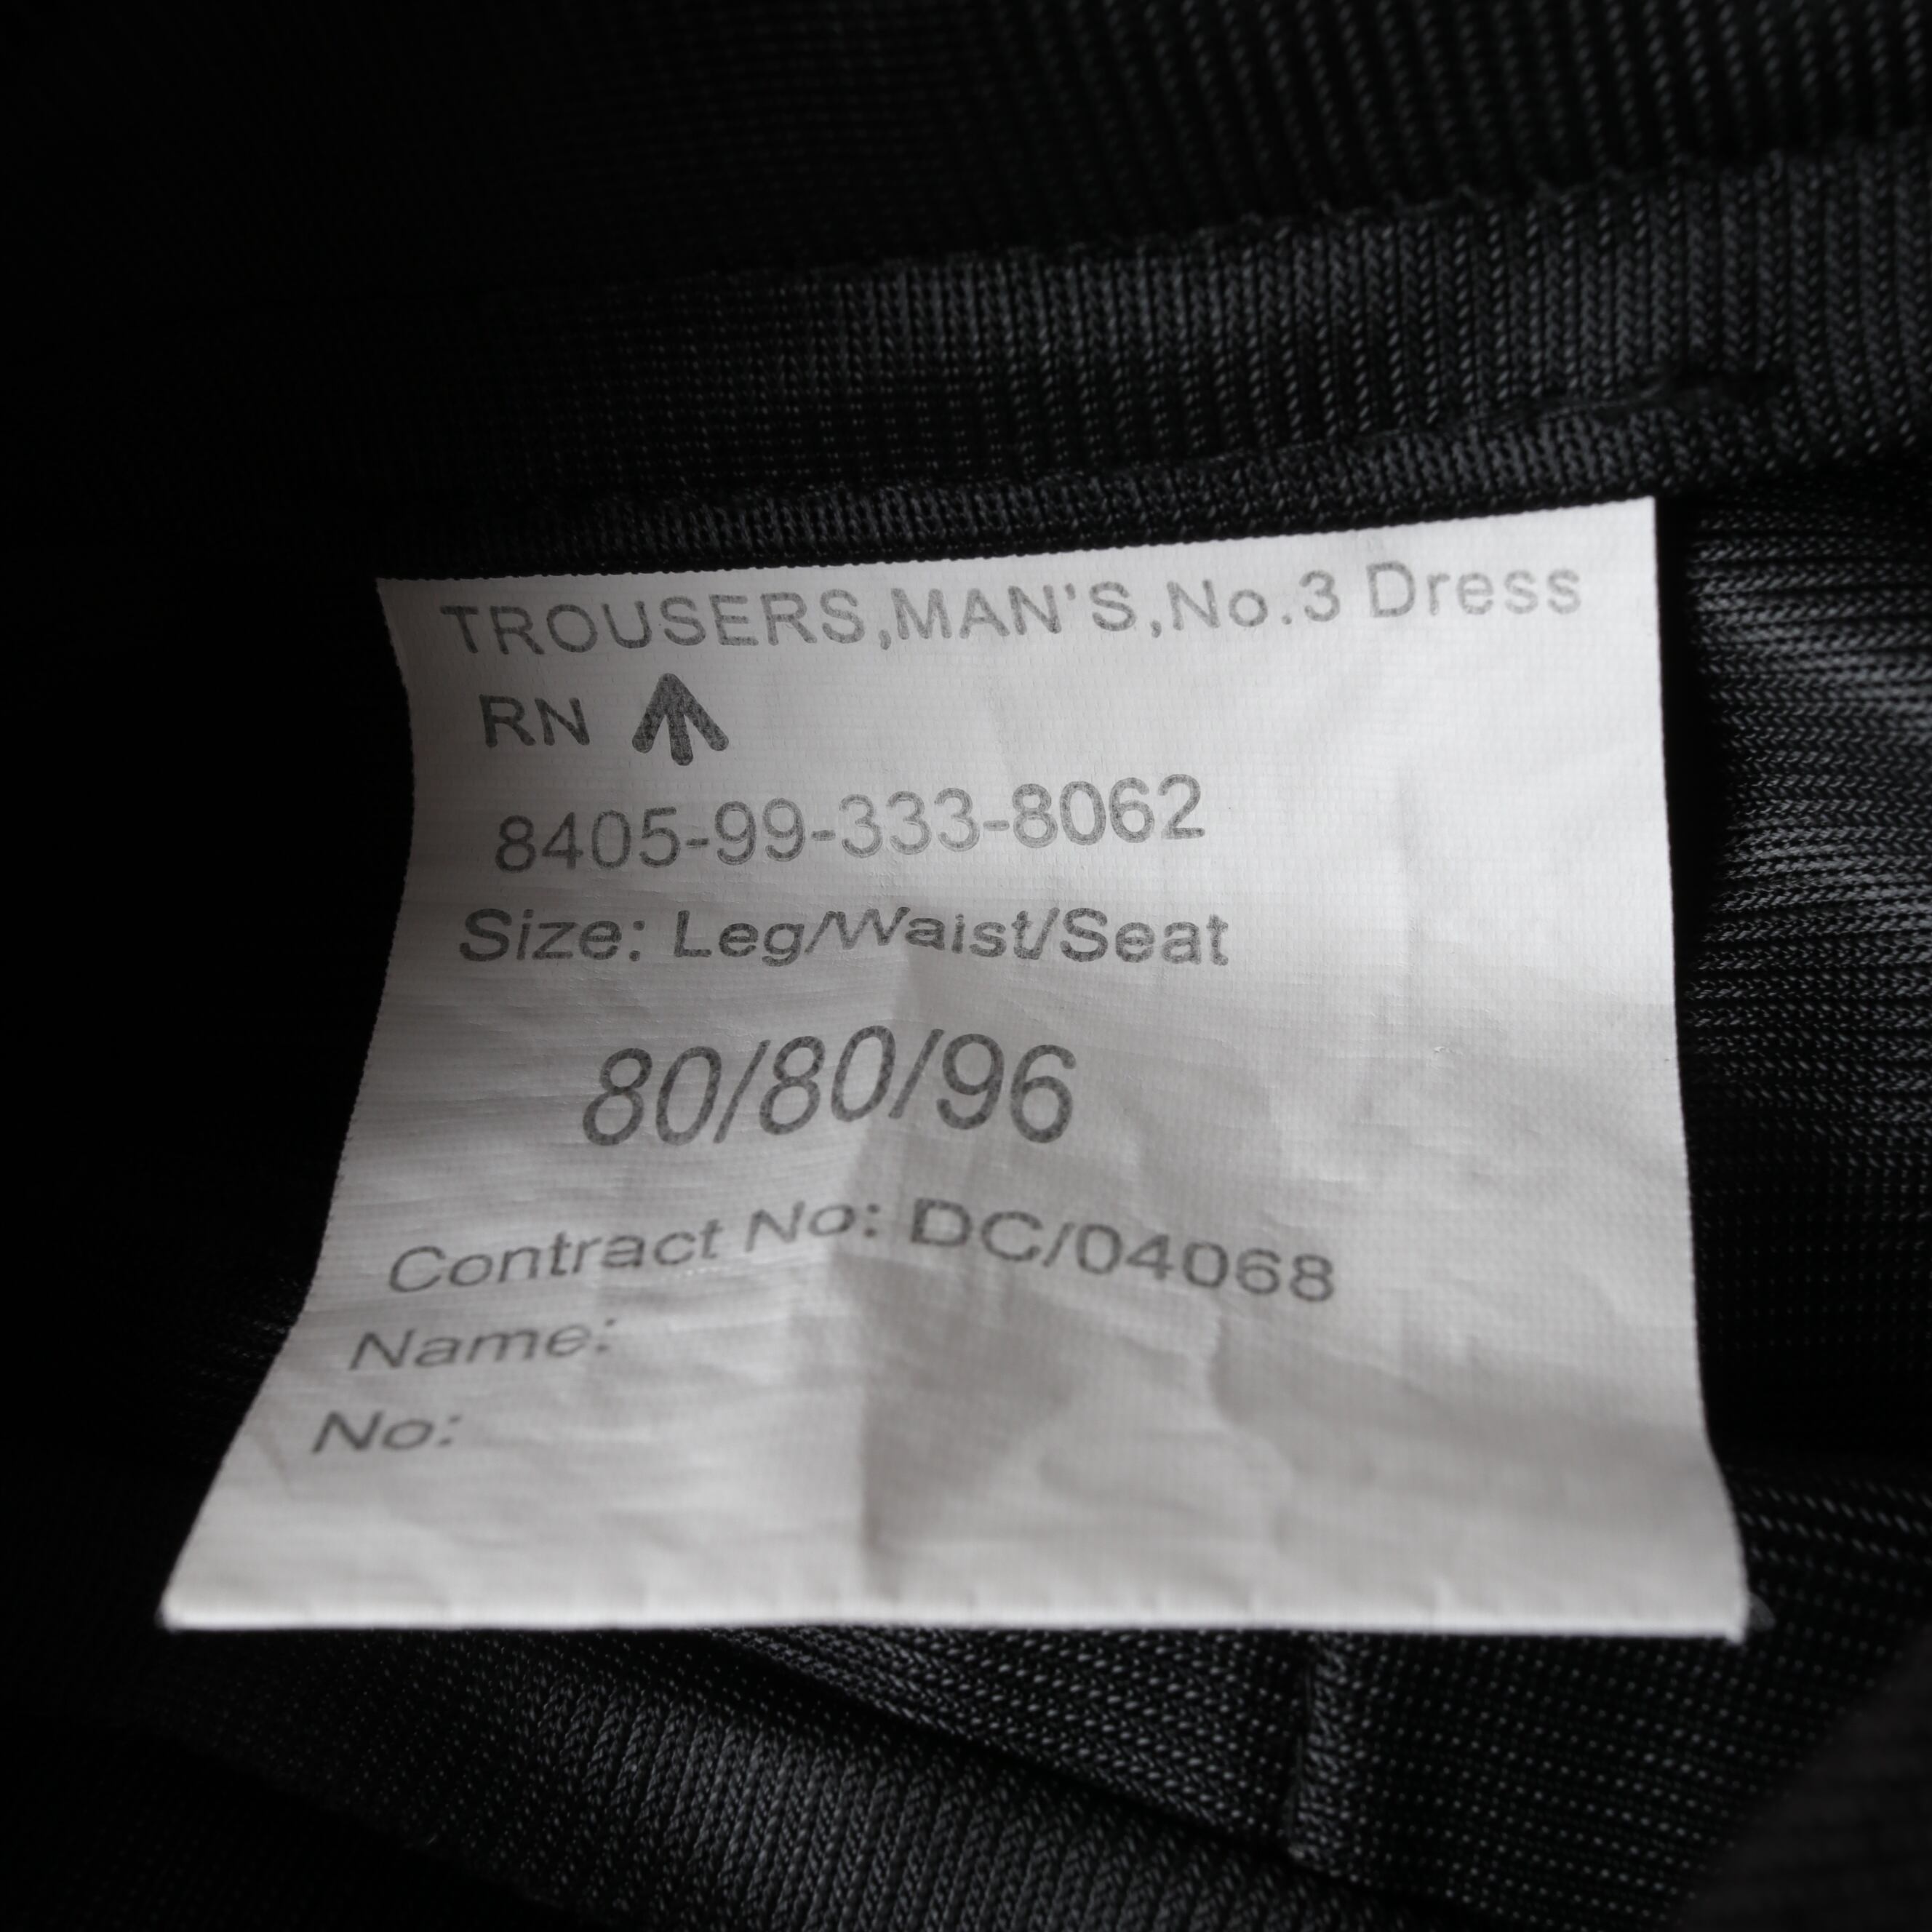 TROUSERS,MAN'S,No.3 Dress
RN
8405-99-333-8062
Size: Leg/Waist/Seat
80/80/96
Contract No: DC/04068
Name:
No: